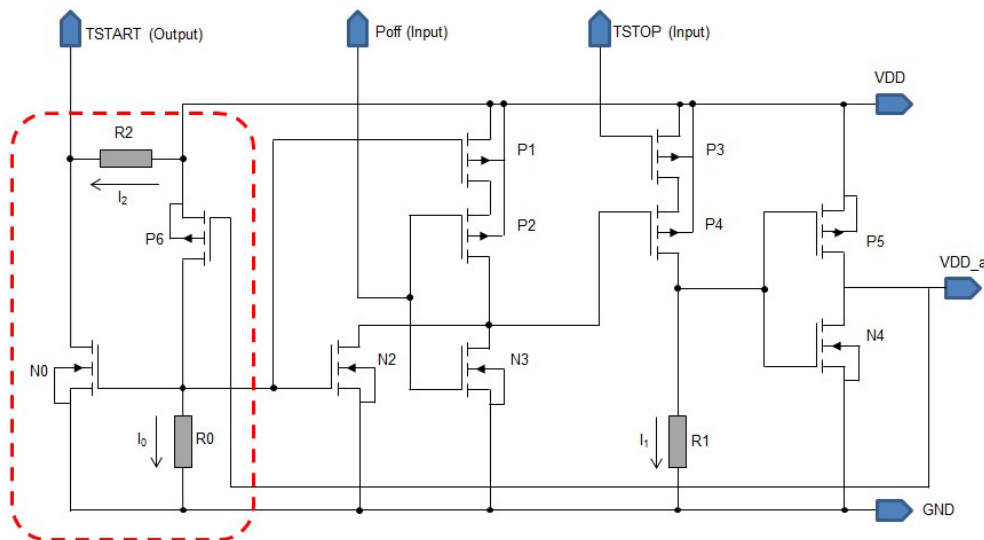 TSTART (Output)
Poff (Input)
TSTOP (Input)
VDD
R2
I2
P1
P3
P6
P2
P4
P5
VDD_a
N0
N2
N3
N4
I0
R0
I1
R1
GND